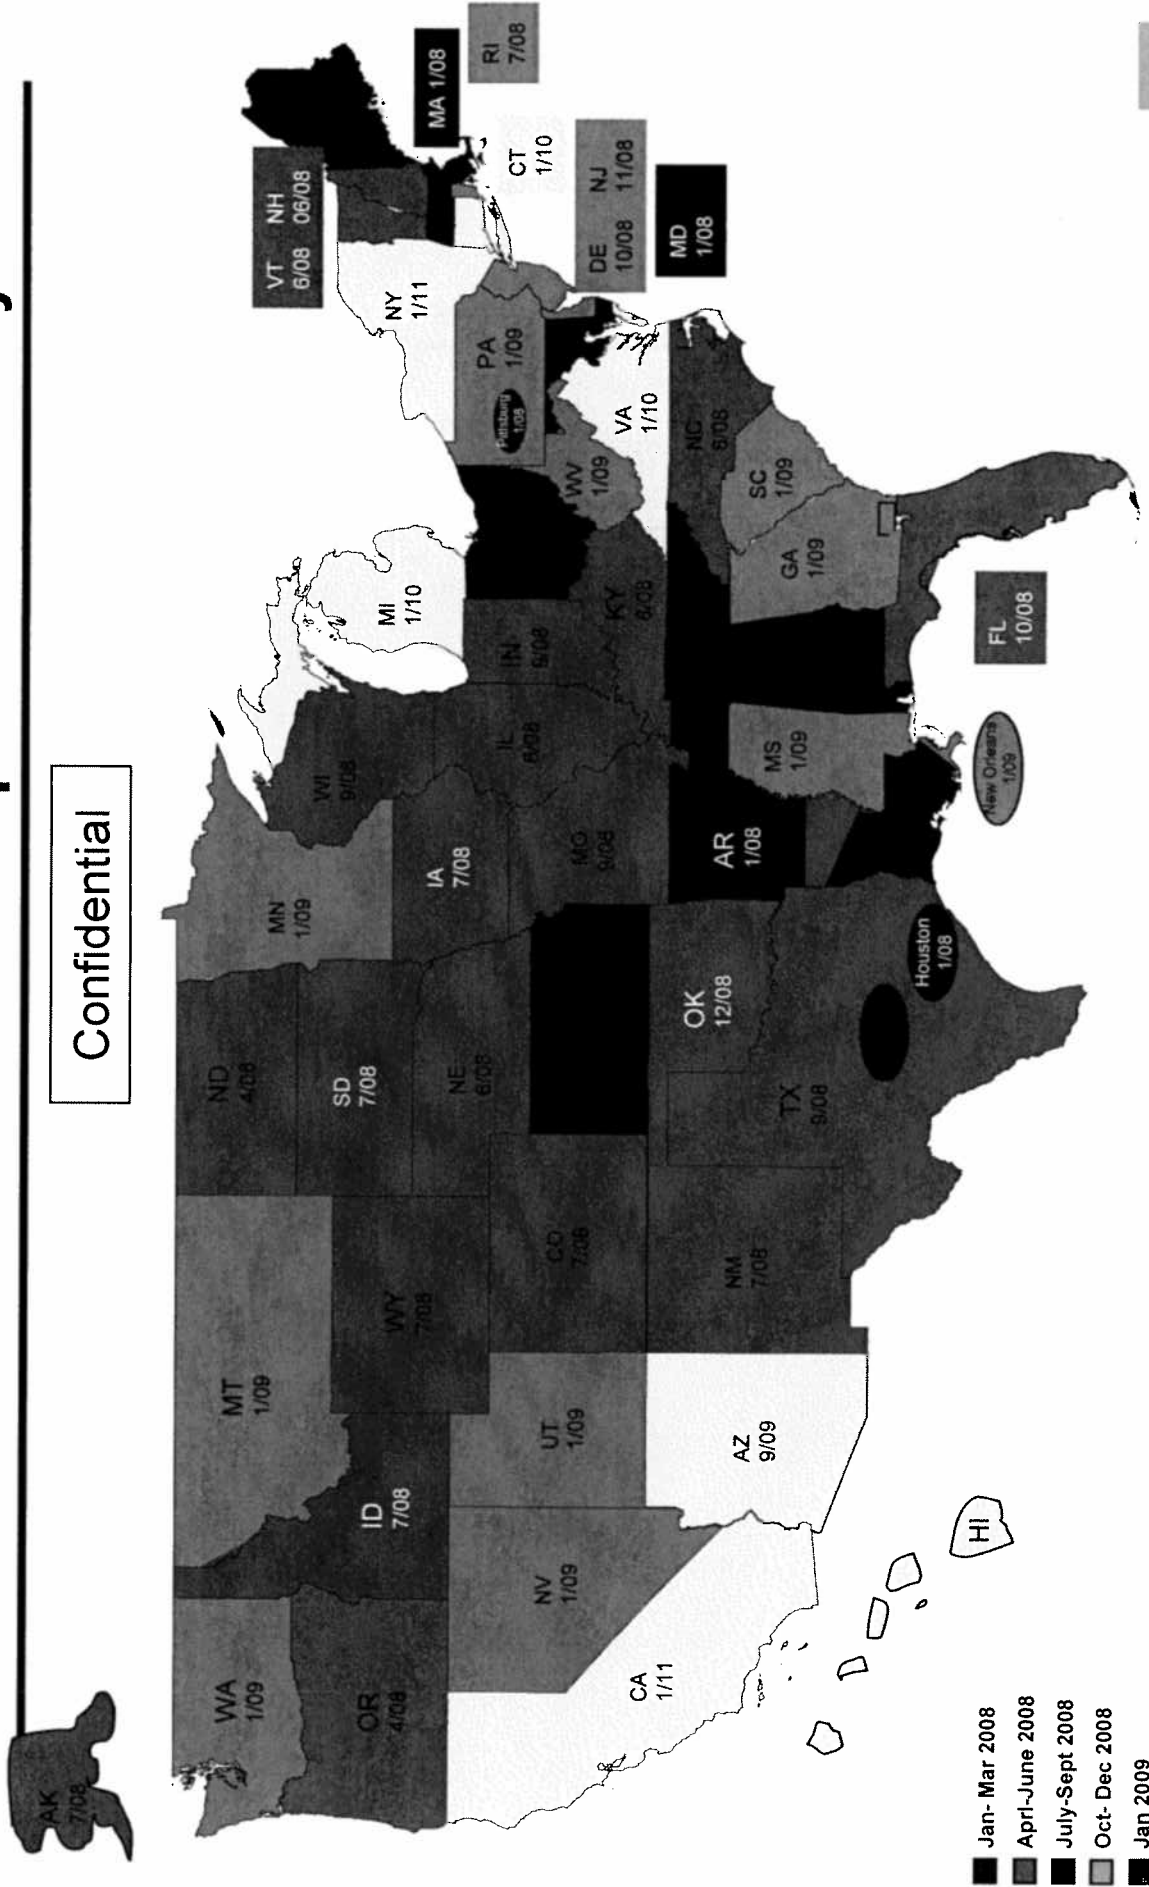 Confidential
AK
7/08
WA
1/09
MT
1/09
ND
4/08
MN
1/09
WI
9/08
MI
1/10
NY
1/11
VT NH
6/08 06/08
MA 1/08
RI
7/08
CT
1/10
DE NJ
10/08 11/08
MD
1/08
OR
4/08
ID
7/08
WY
7/08
SD
7/08
NE
6/08
IA
7/08
IL
6/08
IN
9/08
PA
1/09
Pittsburg
1/08
WV
1/09
VA
1/10
NV
1/09
UT
1/09
CO
7/08
MO
9/08
KY
6/08
NC
6/08
SC
1/09
GA
1/09
CA
1/11
AZ
9/09
NM
7/08
OK
12/08
TX
9/08
AR
1/08
MS
1/09
Houston
1/08
New Orleans
1/09
FL
10/08
HI
Jan- Mar 2008
Aprl-June 2008
July-Sept 2008
Oct- Dec 2008
Jan 2009